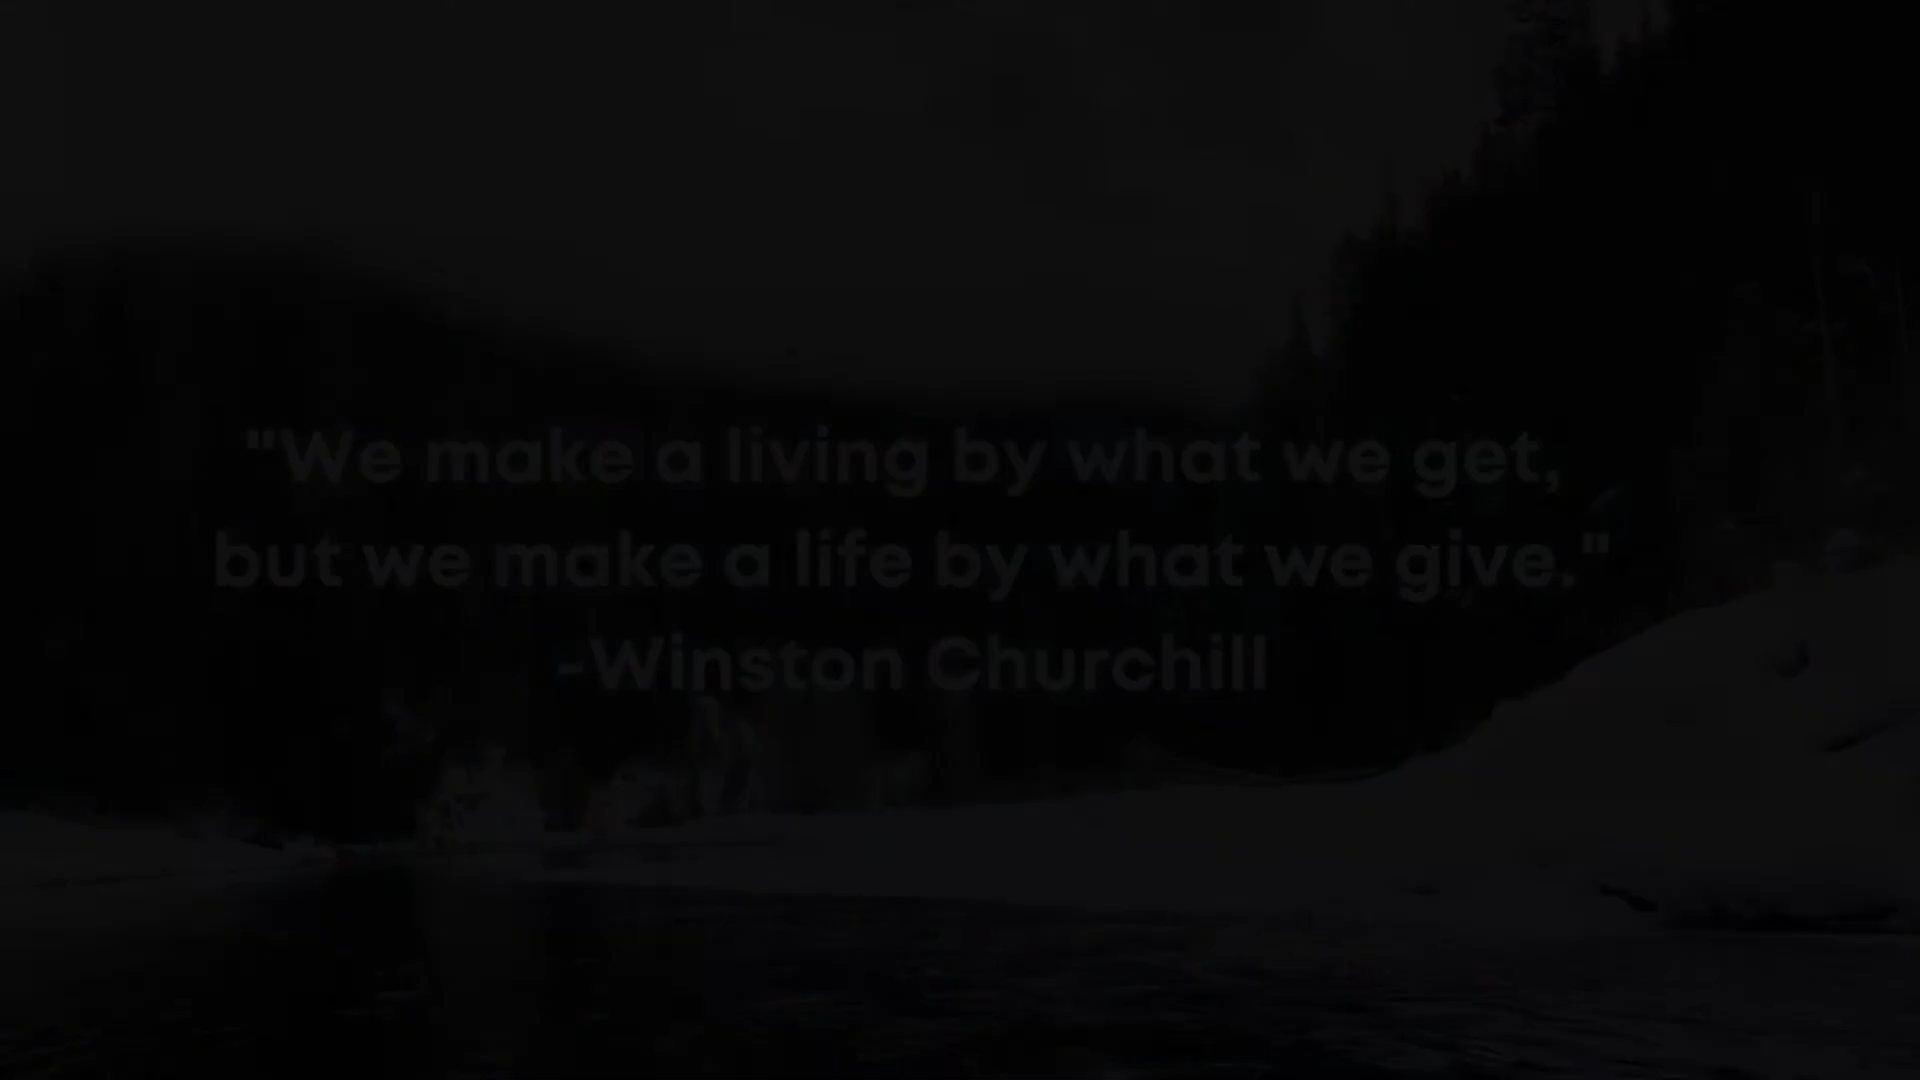 "We make a living by what we get,
but we make a life by what we give."
-Winston Churchill